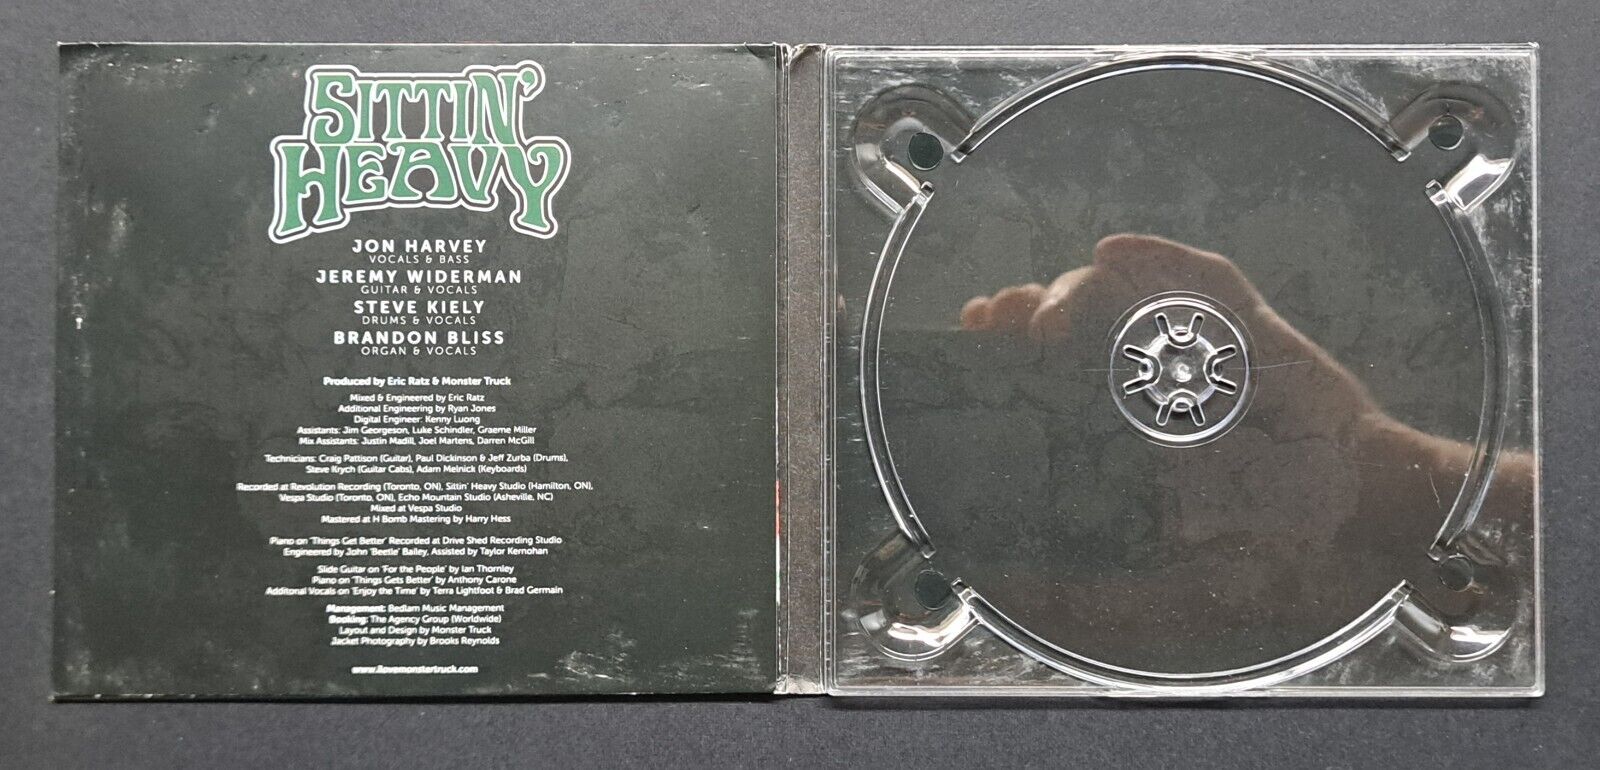 SITTIN'
HEAVY
JON HARVEY
VOCALS & BASS
JEREMY WIDERMAN
GUITAR & VOCALS
STEVE KIELY
DRUMS & VOCALS
BRANDON BLISS
ORGAN & VOCALS
Produced by Eric Ratz & Monster Truck
Mixed & Engineered by Eric Ratz
Additional Engineering by Ryan Jones
Digital Engineer: Kenny Luong
Assistants: Jim Georgeson, Luke Schindler, Graeme Miller
Mix Assistants: Justin Madill, Joel Martens, Darren McGill
Technicians: Craig Pattison (Guitar), Paul Dickinson & Jeff Zurba (Drums),
Steve Krych (Guitar Cabs), Adam Melnick (Keyboards)
Recorded at Revolution Recording (Toronto, ON), Sittin' Heavy Studio (Hamilton, ON),
Vespa Studio (Toronto, ON), Echo Mountain Studio (Asheville, NC)
Mixed at Vespa Studio
Mastered at H Bomb Mastering by Harry Hess
Piano on 'Things Get Better' Recorded at Drive Shed Recording Studio
Engineered by John 'Beetle' Bailey, Assisted by Taylor Kernohan
Slide Guitar on 'For the People' by Ian Thornley
Piano on 'Things Gets Better' by Anthony Carone
Additonal Vocals on 'Enjoy the Time' by Terra Lightfoot & Brad Germain
Management: Bedlam Music Management
Booking: The Agency Group (Worldwide)
Layout and Design by Monster Truck
Jacket Photography by Brooks Reynolds
www.ilovemonstertruck.com